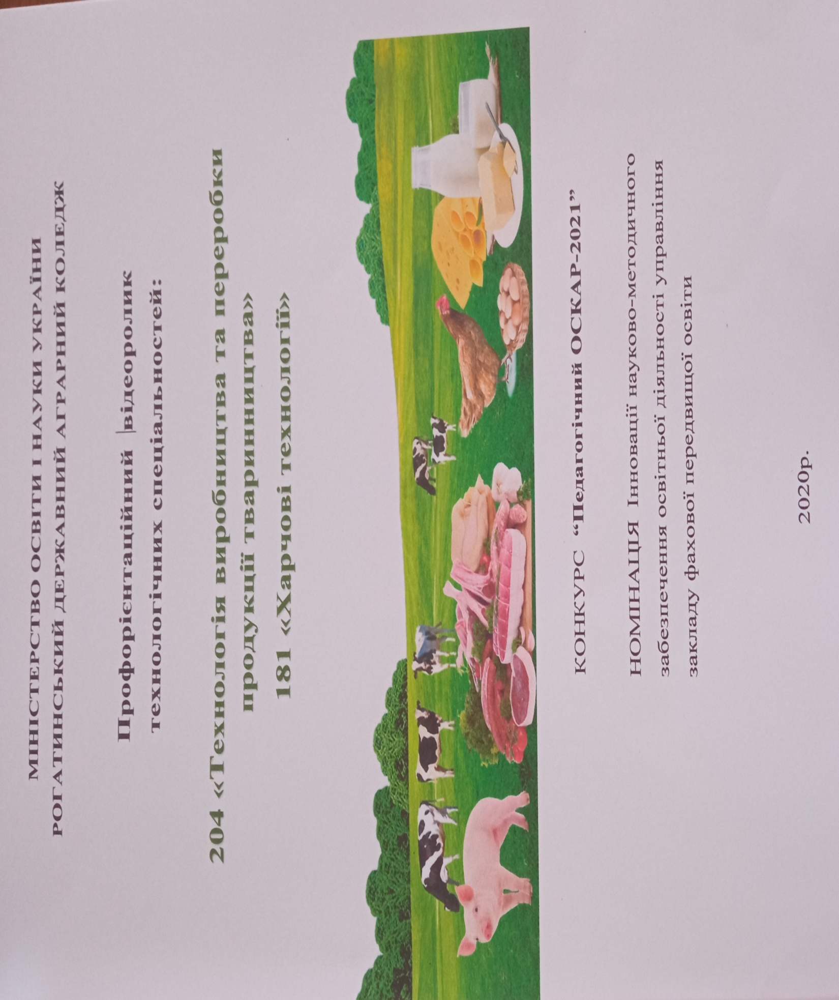 МІНІСТЕРСТВО ОСВІТИ І НАУКИ УКРАЇНИ
РОГАТИНСЬКИЙ ДЕРЖАВНИЙ АГРАРНИЙ КОЛЕДЖ
Профорієнтаційний відеоролик
технологічних спеціальностей:
204 «Технологія виробництва та переробки
продукції тваринництва»
181 «Харчові технології»
КОНКУРС “Педагогічний ОСКАР-2021”
НОМІНАЦІЯ Інновації науково-методичного
забезпечення освітньої діяльності управління
закладу фахової передвищої освіти
2020р.